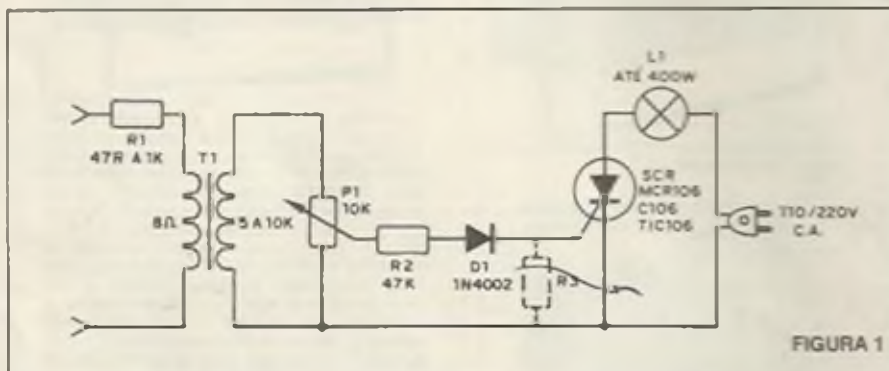 L1
ATÉ 400W
R1
47R A 1K
T1
8Ω
5 A 10K
P1
10K
R2
47K
D1
1N4002
R3
SCR
MCR106
C106
TIC106
110/220V
C.A.
FIGURA 1